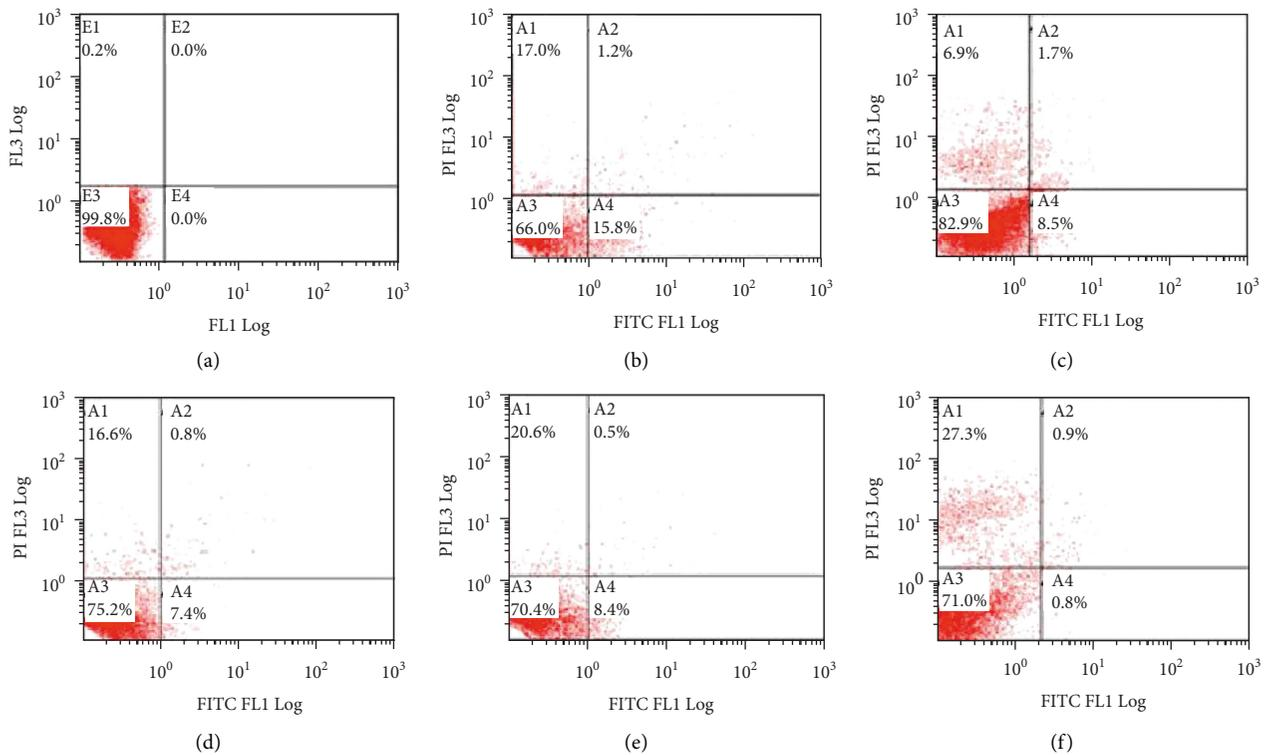 10³
10²
10¹
10⁰
FL3 Log
E1
0.2%
E2
0.0%
E3
99.8%
E4
0.0%
10⁰ 10¹ 10² 10³
FL1 Log
(a)
10³
10²
10¹
10⁰
PI FL3 Log
A1
17.0%
A2
1.2%
A3
66.0%
A4
15.8%
10⁰ 10¹ 10² 10³
FITC FL1 Log
(b)
10³
10²
10¹
10⁰
PI FL3 Log
A1
6.9%
A2
1.7%
A3
82.9%
A4
8.5%
10⁰ 10¹ 10² 10³
FITC FL1 Log
(c)
10³
10²
10¹
10⁰
PI FL3 Log
A1
16.6%
A2
0.8%
A3
75.2%
A4
7.4%
10⁰ 10¹ 10² 10³
FITC FL1 Log
(d)
10³
10²
10¹
10⁰
PI FL3 Log
A1
20.6%
A2
0.5%
A3
70.4%
A4
8.4%
10⁰ 10¹ 10² 10³
FITC FL1 Log
(e)
10³
10²
10¹
10⁰
PI FL3 Log
A1
27.3%
A2
0.9%
A3
71.0%
A4
0.8%
10⁰ 10¹ 10² 10³
FITC FL1 Log
(f)